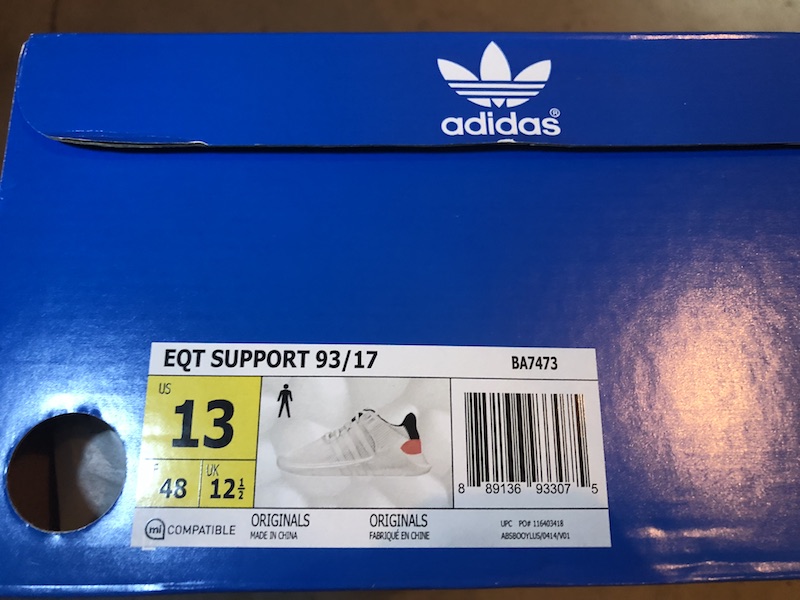 adidas®
EQT SUPPORT 93/17 BA7473
US
13
F
48
UK
12½
8 89136 93307 5
mi COMPATIBLE
ORIGINALS
MADE IN CHINA
ORIGINALS
FABRIQUÉ EN CHINE
UPC PO# 116403418
ABSBOOYLUS/0414/V01